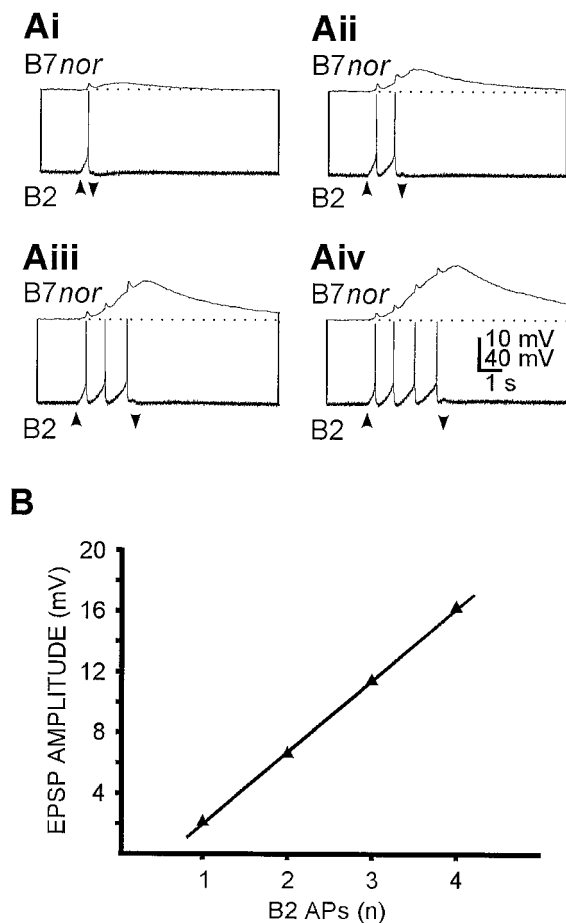 Ai
B7nor
B2
Aii
B7nor
B2
Aiii
B7nor
B2
Aiv
B7nor
10 mV
40 mV
1 s
B2
B
EPSP AMPLITUDE (mV)
20
16
12
8
4
1 2 3 4
B2 APs (n)